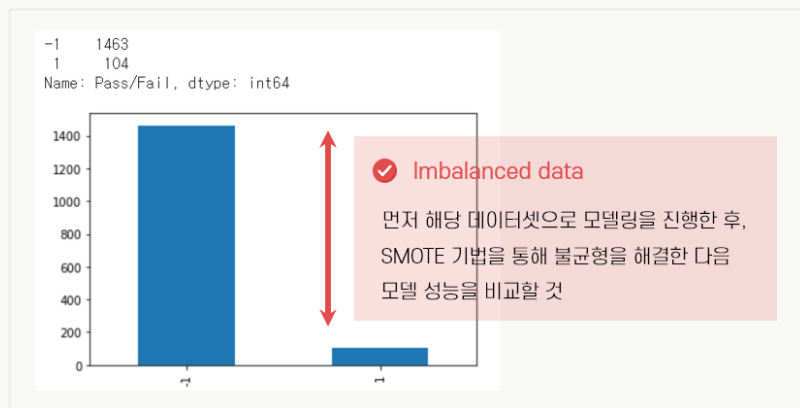 -1    1463
 1     104
Name: Pass/Fail, dtype: int64
1400
1200
1000
800
600
400
200
0
-1
1
Imbalanced data
먼저 해당 데이터셋으로 모델링을 진행한 후,
SMOTE 기법을 통해 불균형을 해결한 다음
모델 성능을 비교할 것